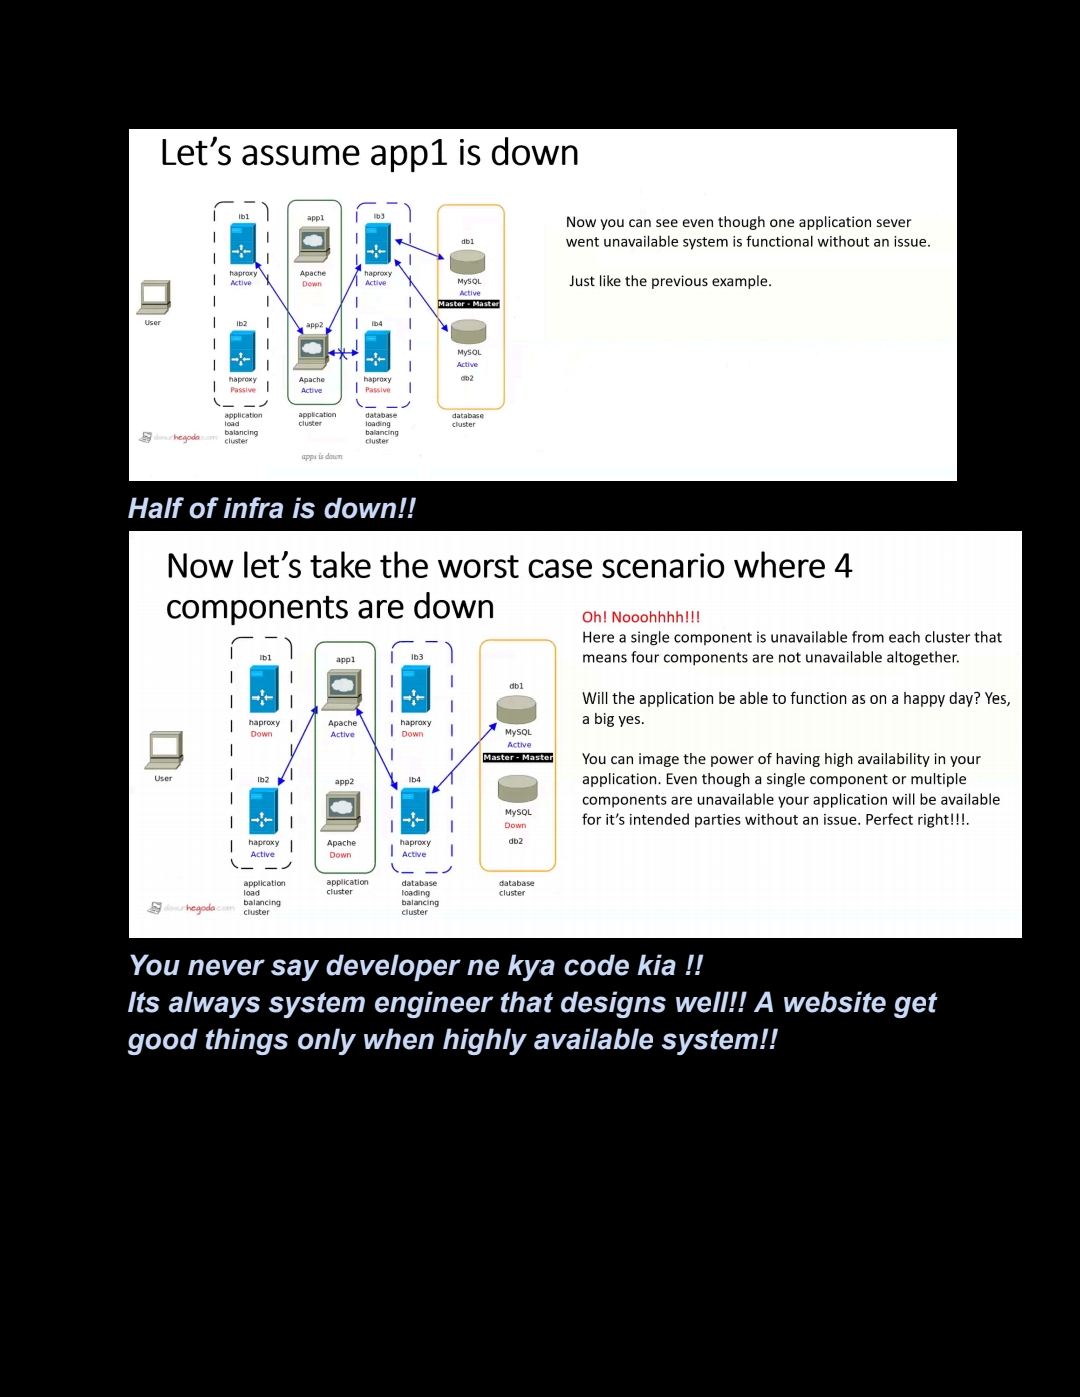 Let's assume app1 is down
lb1
app1
lb3
db1
haproxy
Active
Apache
Down
haproxy
Active
MySQL
Active
Master - Master
User
lb2
app2
lb4
MySQL
Active
db2
haproxy
Passive
Apache
Active
haproxy
Passive
application
load
balancing
cluster
application
cluster
database
loading
balancing
cluster
database
cluster
app1 is down
Now you can see even though one application sever
went unavailable system is functional without an issue.
Just like the previous example.
Half of infra is down!!
Now let's take the worst case scenario where 4
components are down
lb1
app1
lb3
db1
haproxy
Down
Apache
Active
haproxy
Down
MySQL
Active
Master - Master
User
lb2
app2
lb4
MySQL
Down
db2
haproxy
Active
Apache
Down
haproxy
Active
application
load
balancing
cluster
application
cluster
database
loading
balancing
cluster
database
cluster
Oh! Nooohhhh!!!
Here a single component is unavailable from each cluster that
means four components are not unavailable altogether.
Will the application be able to function as on a happy day? Yes,
a big yes.
You can image the power of having high availability in your
application. Even though a single component or multiple
components are unavailable your application will be available
for it's intended parties without an issue. Perfect right!!!.
You never say developer ne kya code kia !!
Its always system engineer that designs well!! A website get
good things only when highly available system!!